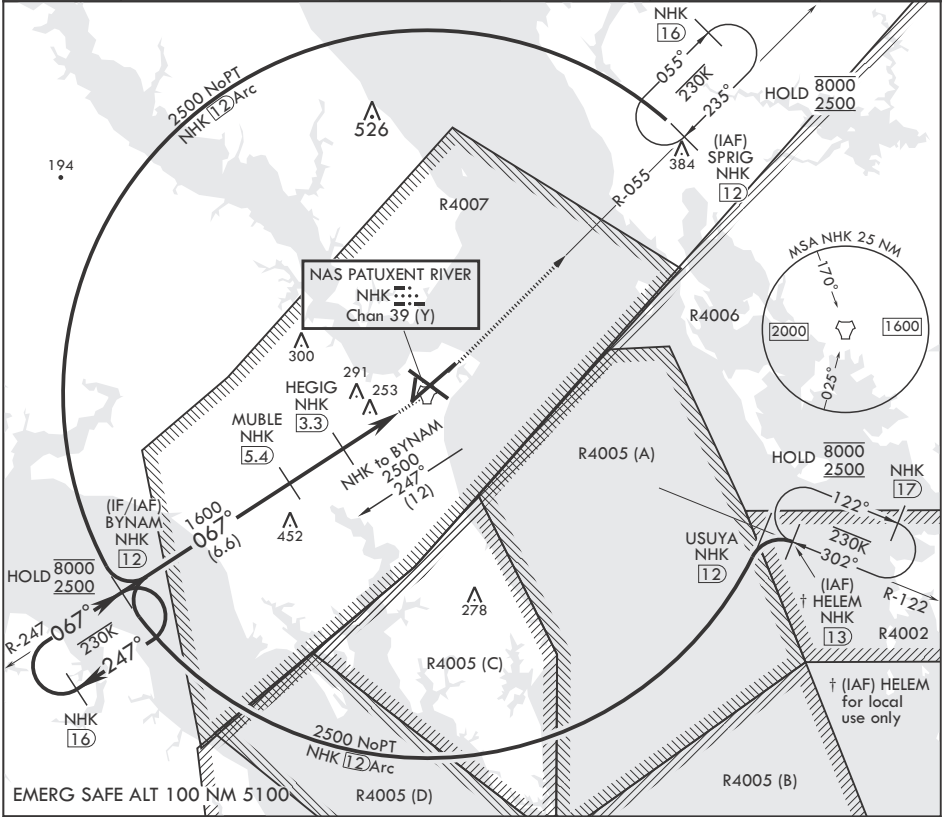 NHK
16
055°
230K
235°
HOLD 8000
2500
2500 NoPT
NHK 12 Arc
526
194
384
(IAF)
SPRIG
NHK
12
R-055
R4007
MSA NHK 25 NM
170°
2000
1600
025°
NAS PATUXENT RIVER
NHK
Chan 39 (Y)
R4006
300
291
253
HEGIG
NHK
3.3
MUBLE
NHK
5.4
NHK to BYNAM
2500
247°
(12)
R4005 (A)
HOLD 8000
2500
NHK
17
122°
230K
302°
R-122
(IF/IAF)
BYNAM
NHK
12
1600
067°
(6.6)
452
USUYA
NHK
12
(IAF)
† HELEM
NHK
13
R4002
HOLD 8000
2500
R-247
067°
230K
247°
NHK
16
278
R4005 (C)
† (IAF) HELEM
for local
use only
2500 NoPT
NHK 12 Arc
R4005 (B)
R4005 (D)
EMERG SAFE ALT 100 NM 5100